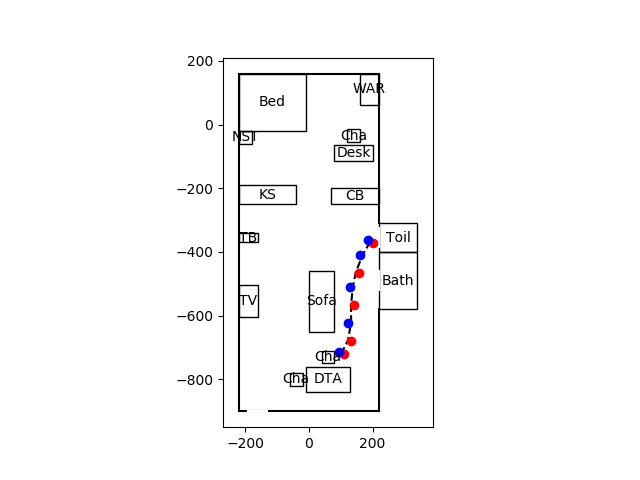 200
0
−200
−400
−600
−800
−200
0
200
Bed
WAR
NST
Cha
Desk
KS
CB
TB
Toil
Bath
TV
Sofa
Cha
Cha
DTA